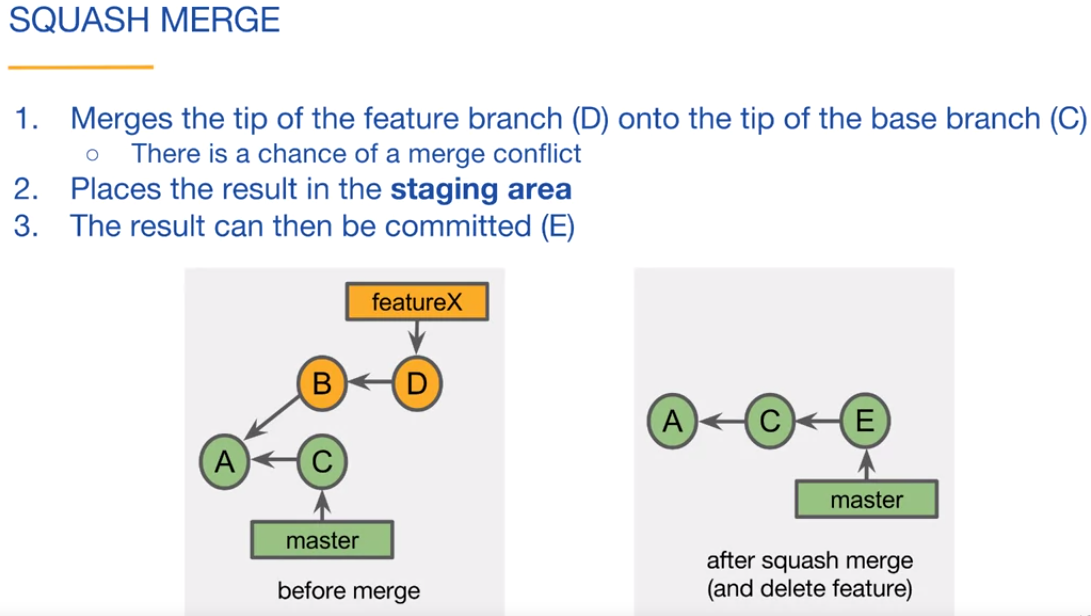 SQUASH MERGE
1. Merges the tip of the feature branch (D) onto the tip of the base branch (C)
○ There is a chance of a merge conflict
2. Places the result in the staging area
3. The result can then be committed (E)
featureX
B D
A C
master
before merge
A C E
master
after squash merge
(and delete feature)